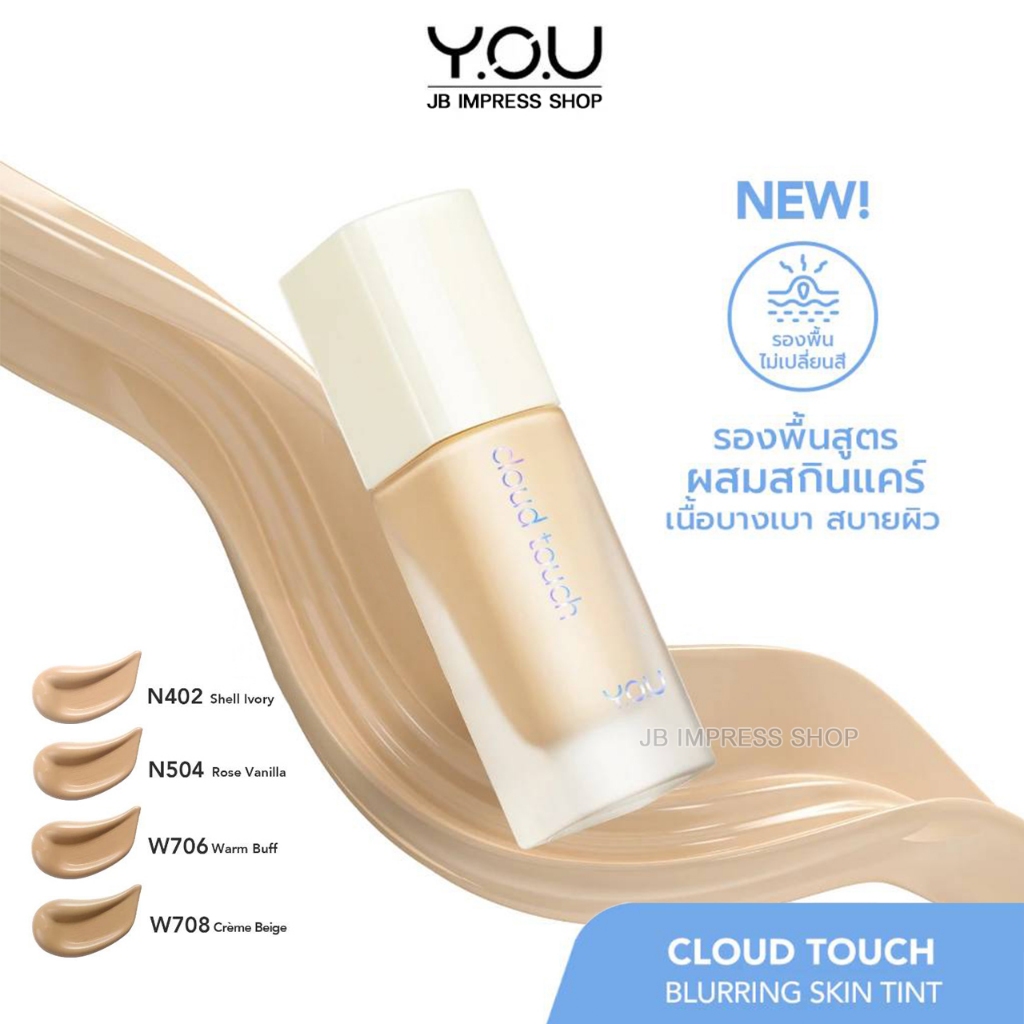 Y.O.U
JB IMPRESS SHOP
NEW!
รองพื้น
ไม่เปลี่ยนสี
รองพื้นสูตร
ผสมสกินแคร์
เนื้อบางเบา สบายผิว
cloud touch
Y.O.U
JB IMPRESS SHOP
N402 Shell Ivory
N504 Rose Vanilla
W706 Warm Buff
W708 Crème Beige
CLOUD TOUCH
BLURRING SKIN TINT